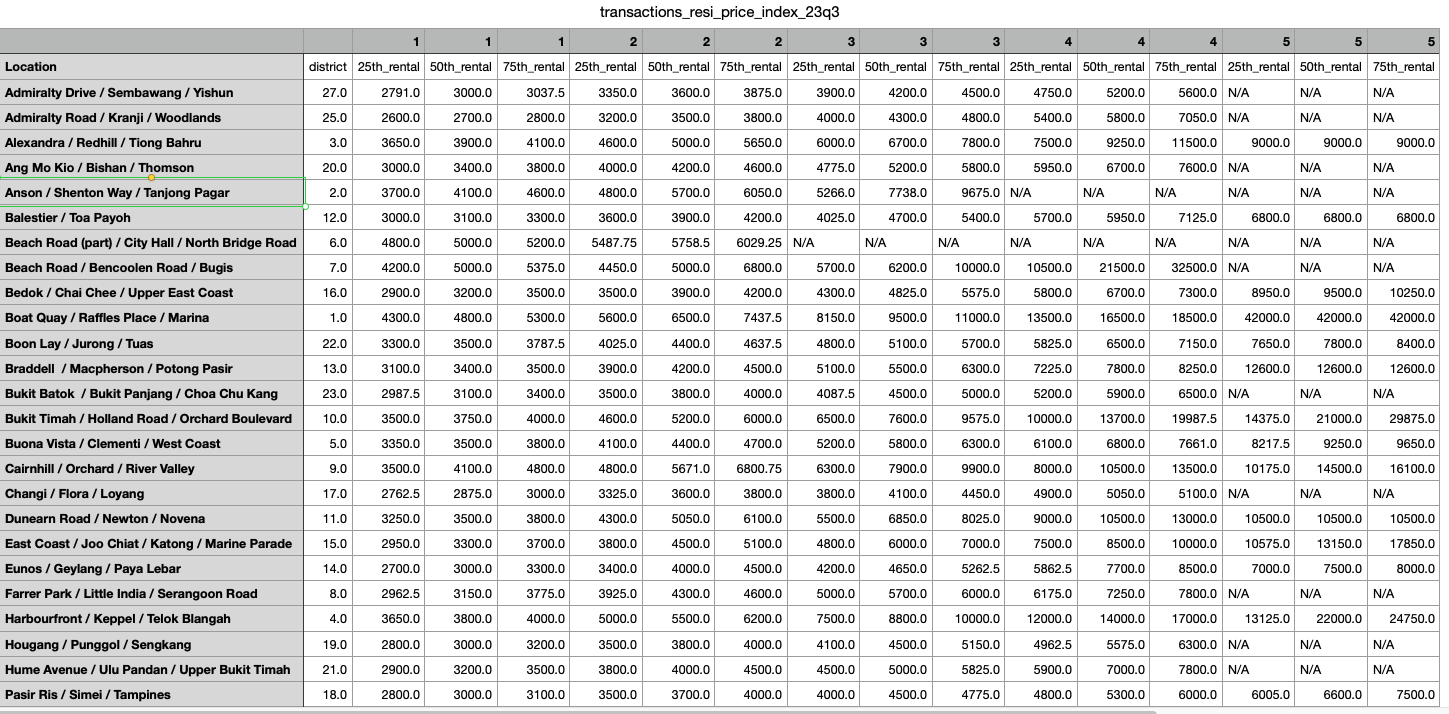 transactions_resi_price_index_23q3
1 1 1 2 2 2 3 3 3 4 4 4 5 5 5
Location district 25th_rental 50th_rental 75th_rental 25th_rental 50th_rental 75th_rental 25th_rental 50th_rental 75th_rental 25th_rental 50th_rental 75th_rental 25th_rental 50th_rental 75th_rental
Admiralty Drive / Sembawang / Yishun 27.0 2791.0 3000.0 3037.5 3350.0 3600.0 3875.0 3900.0 4200.0 4500.0 4750.0 5200.0 5600.0 N/A N/A N/A
Admiralty Road / Kranji / Woodlands 25.0 2600.0 2700.0 2800.0 3200.0 3500.0 3800.0 4000.0 4300.0 4800.0 5400.0 5800.0 7050.0 N/A N/A N/A
Alexandra / Redhill / Tiong Bahru 3.0 3650.0 3900.0 4100.0 4600.0 5000.0 5650.0 6000.0 6700.0 7800.0 7500.0 9250.0 11500.0 9000.0 9000.0 9000.0
Ang Mo Kio / Bishan / Thomson 20.0 3000.0 3400.0 3800.0 4000.0 4200.0 4600.0 4775.0 5200.0 5800.0 5950.0 6700.0 7600.0 N/A N/A N/A
Anson / Shenton Way / Tanjong Pagar 2.0 3700.0 4100.0 4600.0 4800.0 5700.0 6050.0 5266.0 7738.0 9675.0 N/A N/A N/A N/A N/A N/A
Balestier / Toa Payoh 12.0 3000.0 3100.0 3300.0 3600.0 3900.0 4200.0 4025.0 4700.0 5400.0 5700.0 5950.0 7125.0 6800.0 6800.0 6800.0
Beach Road (part) / City Hall / North Bridge Road 6.0 4800.0 5000.0 5200.0 5487.75 5758.5 6029.25 N/A N/A N/A N/A N/A N/A N/A N/A N/A
Beach Road / Bencoolen Road / Bugis 7.0 4200.0 5000.0 5375.0 4450.0 5000.0 6800.0 5700.0 6200.0 10000.0 10500.0 21500.0 32500.0 N/A N/A N/A
Bedok / Chai Chee / Upper East Coast 16.0 2900.0 3200.0 3500.0 3500.0 3900.0 4200.0 4300.0 4825.0 5575.0 5800.0 6700.0 7300.0 8950.0 9500.0 10250.0
Boat Quay / Raffles Place / Marina 1.0 4300.0 4800.0 5300.0 5600.0 6500.0 7437.5 8150.0 9500.0 11000.0 13500.0 16500.0 18500.0 42000.0 42000.0 42000.0
Boon Lay / Jurong / Tuas 22.0 3300.0 3500.0 3787.5 4025.0 4400.0 4637.5 4800.0 5100.0 5700.0 5825.0 6500.0 7150.0 7650.0 7800.0 8400.0
Braddell  / Macpherson / Potong Pasir 13.0 3100.0 3400.0 3500.0 3900.0 4200.0 4500.0 5100.0 5500.0 6300.0 7225.0 7800.0 8250.0 12600.0 12600.0 12600.0
Bukit Batok  / Bukit Panjang / Choa Chu Kang 23.0 2987.5 3100.0 3400.0 3500.0 3800.0 4000.0 4087.5 4500.0 5000.0 5200.0 5900.0 6500.0 N/A N/A N/A
Bukit Timah / Holland Road / Orchard Boulevard 10.0 3500.0 3750.0 4000.0 4600.0 5200.0 6000.0 6500.0 7600.0 9575.0 10000.0 13700.0 19987.5 14375.0 21000.0 29875.0
Buona Vista / Clementi / West Coast 5.0 3350.0 3500.0 3800.0 4100.0 4400.0 4700.0 5200.0 5800.0 6300.0 6100.0 6800.0 7661.0 8217.5 9250.0 9650.0
Cairnhill / Orchard / River Valley 9.0 3500.0 4100.0 4800.0 4800.0 5671.0 6800.75 6300.0 7900.0 9900.0 8000.0 10500.0 13500.0 10175.0 14500.0 16100.0
Changi / Flora / Loyang 17.0 2762.5 2875.0 3000.0 3325.0 3600.0 3800.0 3800.0 4100.0 4450.0 4900.0 5050.0 5100.0 N/A N/A N/A
Dunearn Road / Newton / Novena 11.0 3250.0 3500.0 3800.0 4300.0 5050.0 6100.0 5500.0 6850.0 8025.0 9000.0 10500.0 13000.0 10500.0 10500.0 10500.0
East Coast / Joo Chiat / Katong / Marine Parade 15.0 2950.0 3300.0 3700.0 3800.0 4500.0 5100.0 4800.0 6000.0 7000.0 7500.0 8500.0 10000.0 10575.0 13150.0 17850.0
Eunos / Geylang / Paya Lebar 14.0 2700.0 3000.0 3300.0 3400.0 4000.0 4500.0 4200.0 4650.0 5262.5 5862.5 7700.0 8500.0 7000.0 7500.0 8000.0
Farrer Park / Little India / Serangoon Road 8.0 2962.5 3150.0 3775.0 3925.0 4300.0 4600.0 5000.0 5700.0 6000.0 6175.0 7250.0 7800.0 N/A N/A N/A
Harbourfront / Keppel / Telok Blangah 4.0 3650.0 3800.0 4000.0 5000.0 5500.0 6200.0 7500.0 8800.0 10000.0 12000.0 14000.0 17000.0 13125.0 22000.0 24750.0
Hougang / Punggol / Sengkang 19.0 2800.0 3000.0 3200.0 3500.0 3800.0 4000.0 4100.0 4500.0 5150.0 4962.5 5575.0 6300.0 N/A N/A N/A
Hume Avenue / Ulu Pandan / Upper Bukit Timah 21.0 2900.0 3200.0 3500.0 3800.0 4000.0 4500.0 4500.0 5000.0 5825.0 5900.0 7000.0 7800.0 N/A N/A N/A
Pasir Ris / Simei / Tampines 18.0 2800.0 3000.0 3100.0 3500.0 3700.0 4000.0 4000.0 4500.0 4775.0 4800.0 5300.0 6000.0 6005.0 6600.0 7500.0